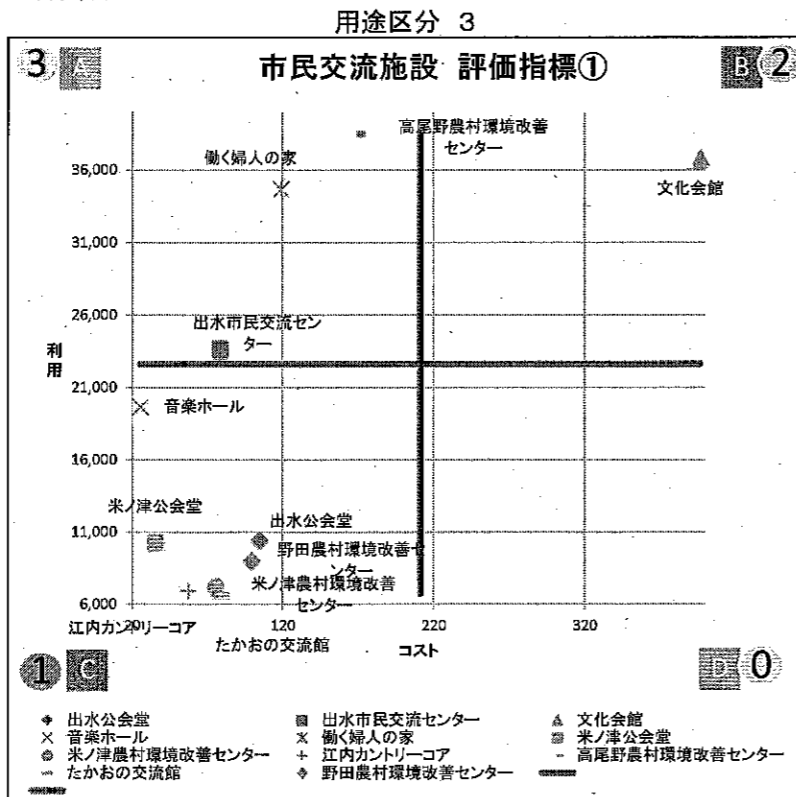 用途区分 3
3 A 市民交流施設 評価指標① B 2
高尾野農村環境改善
センター
働く婦人の家
36,000
文化会館
31,000
26,000
出水市民交流セン
ター
利
用
21,000
音楽ホール
16,000
米ノ津公会堂
11,000
出水公会堂
野田農村環境改善セ
ンター
米ノ津農村環境改善
センター
6,000
江内カントリーコア
20 120 220 320
たかおの交流館
コスト
1 C D 0
出水公会堂 出水市民交流センター 文化会館
音楽ホール 働く婦人の家 米ノ津公会堂
米ノ津農村環境改善センター 江内カントリーコア 高尾野農村環境改善センター
たかおの交流館 野田農村環境改善センター